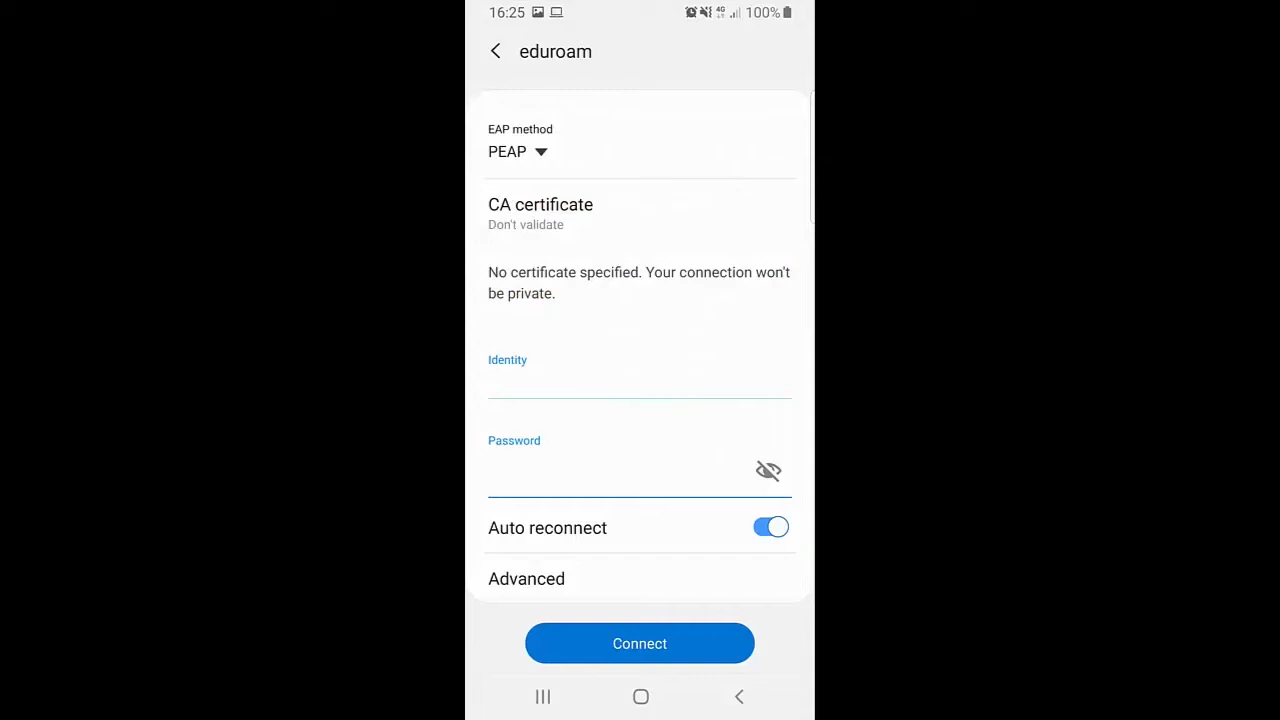 16:25 4G 100%
eduroam
EAP method
PEAP
CA certificate
Don't validate
No certificate specified. Your connection won't
be private.
Identity
Password
Auto reconnect
Advanced
Connect